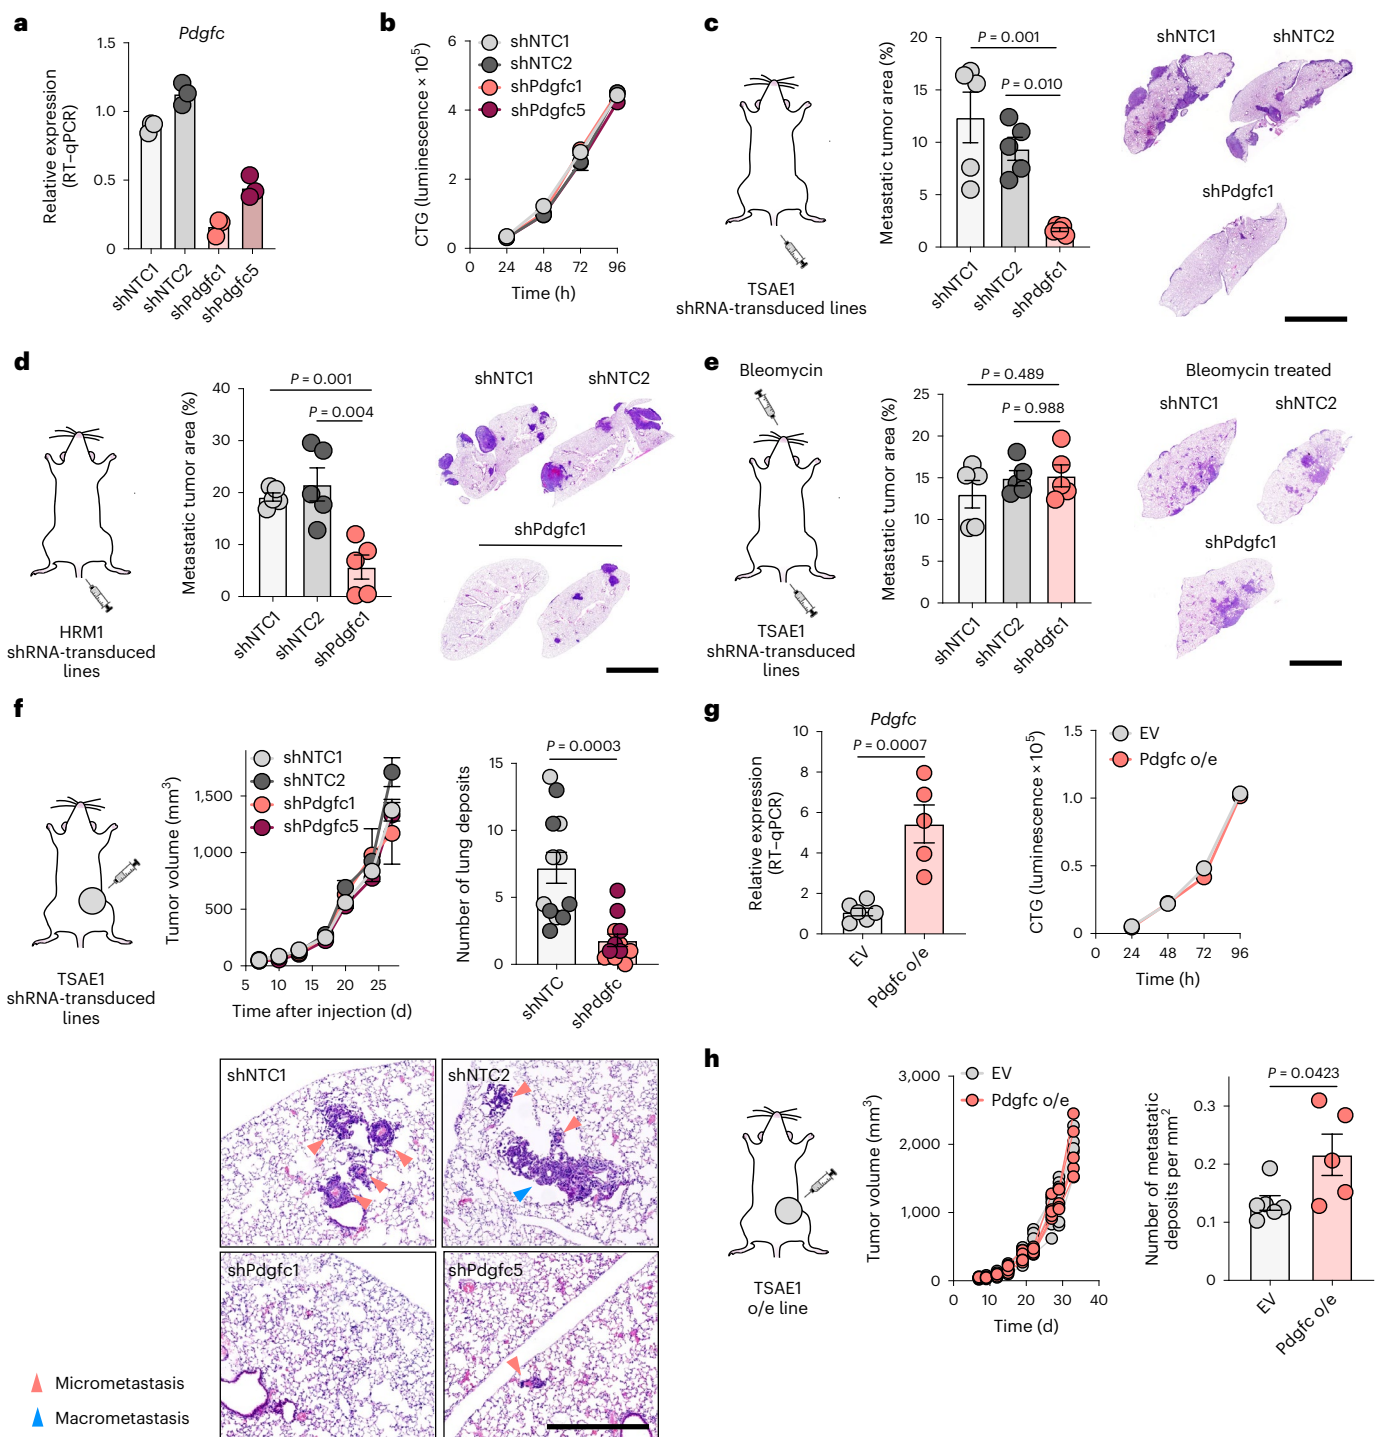 a
Pdgfc
Relative expression
(RT–qPCR)
1.5
1.0
0.5
0
shNTC1
shNTC2
shPdgfc1
shPdgfc5
b
shNTC1
shNTC2
shPdgfc1
shPdgfc5
CTG (luminescence × 10⁵)
6
4
2
0
0 24 48 72 96
Time (h)
c
TSAE1
shRNA-transduced lines
Metastatic tumor area (%)
20
15
10
5
0
P = 0.001
P = 0.010
shNTC1
shNTC2
shPdgfc1
shNTC1 shNTC2
shPdgfc1
d
HRM1
shRNA-transduced
lines
Metastatic tumor area (%)
40
30
20
10
0
P = 0.001
P = 0.004
shNTC1
shNTC2
shPdgfc1
shNTC1 shNTC2
shPdgfc1
e
Bleomycin
TSAE1
shRNA-transduced
lines
Metastatic tumor area (%)
25
20
15
10
5
0
P = 0.489
P = 0.988
shNTC1
shNTC2
shPdgfc1
Bleomycin treated
shNTC1 shNTC2
shPdgfc1
f
TSAE1
shRNA-transduced
lines
Tumor volume (mm³)
1,500
1,000
500
0
shNTC1
shNTC2
shPdgfc1
shPdgfc5
5 10 15 20 25
Time after injection (d)
Number of lung deposits
15
10
5
0
P = 0.0003
shNTC
shPdgfc
shNTC1
shNTC2
shPdgfc1
shPdgfc5
Micrometastasis
Macrometastasis
g
Pdgfc
P = 0.0007
Relative expression
(RT–qPCR)
10
8
6
4
2
0
EV
Pdgfc o/e
CTG (luminescence × 10⁵)
1.5
1.0
0.5
0
EV
Pdgfc o/e
0 24 48 72 96
Time (h)
h
TSAE1
o/e line
Tumor volume (mm³)
3,000
2,000
1,000
0
EV
Pdgfc o/e
0 10 20 30 40
Time (d)
Number of metastatic
deposits per mm²
0.3
0.2
0.1
0
P = 0.0423
EV
Pdgfc o/e